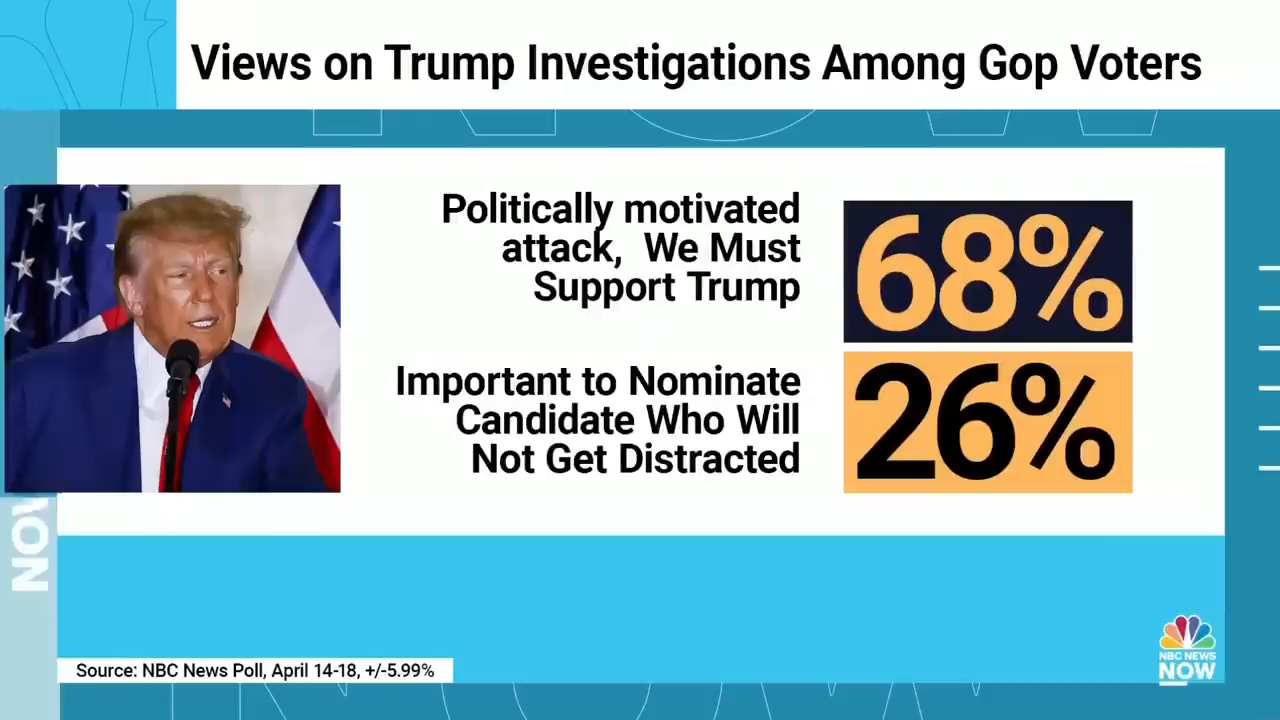 Views on Trump Investigations Among Gop Voters
Politically motivated
attack, We Must
Support Trump
68%
Important to Nominate
Candidate Who Will
Not Get Distracted
26%
NOW
Source: NBC News Poll, April 14-18, +/-5.99%
NBC NEWS
NOW